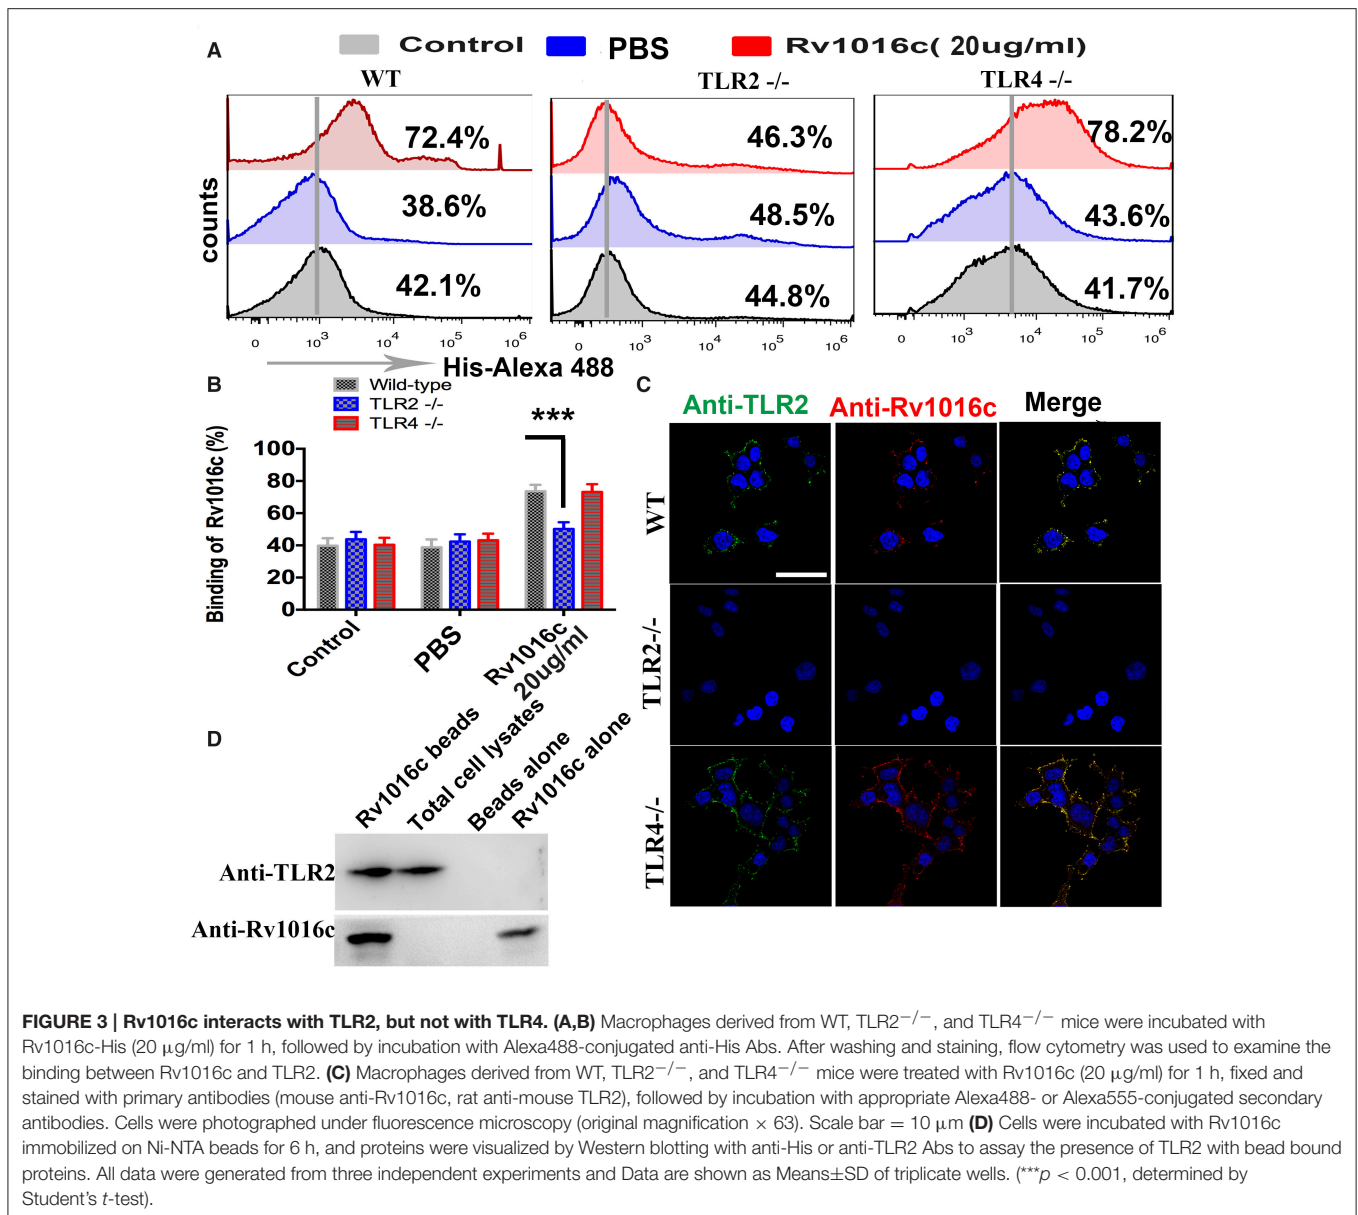 A
Control
PBS
Rv1016c( 20ug/ml)
WT
TLR2 -/-
TLR4 -/-
counts
72.4%
38.6%
42.1%
46.3%
48.5%
44.8%
78.2%
43.6%
41.7%
0 10³ 10⁴ 10⁵ 10⁶
0 10³ 10⁴ 10⁵ 10⁶
10³ 10⁴ 10⁵ 10⁶
His-Alexa 488
B
Wild-type
TLR2 -/-
TLR4 -/-
***
Binding of Rv1016c (%)
100
80
60
40
20
0
Control
PBS
Rv1016c
20ug/ml
C
Anti-TLR2
Anti-Rv1016c
Merge
WT
TLR2-/-
TLR4-/-
D
Rv1016c beads
Total cell lysates
Beads alone
Rv1016c alone
Anti-TLR2
Anti-Rv1016c
FIGURE 3 | Rv1016c interacts with TLR2, but not with TLR4. (A,B) Macrophages derived from WT, TLR2−/−, and TLR4−/− mice were incubated with
Rv1016c-His (20 μg/ml) for 1 h, followed by incubation with Alexa488-conjugated anti-His Abs. After washing and staining, flow cytometry was used to examine the
binding between Rv1016c and TLR2. (C) Macrophages derived from WT, TLR2−/−, and TLR4−/− mice were treated with Rv1016c (20 μg/ml) for 1 h, fixed and
stained with primary antibodies (mouse anti-Rv1016c, rat anti-mouse TLR2), followed by incubation with appropriate Alexa488- or Alexa555-conjugated secondary
antibodies. Cells were photographed under fluorescence microscopy (original magnification × 63). Scale bar = 10 μm (D) Cells were incubated with Rv1016c
immobilized on Ni-NTA beads for 6 h, and proteins were visualized by Western blotting with anti-His or anti-TLR2 Abs to assay the presence of TLR2 with bead bound
proteins. All data were generated from three independent experiments and Data are shown as Means±SD of triplicate wells. (***p < 0.001, determined by
Student's t-test).